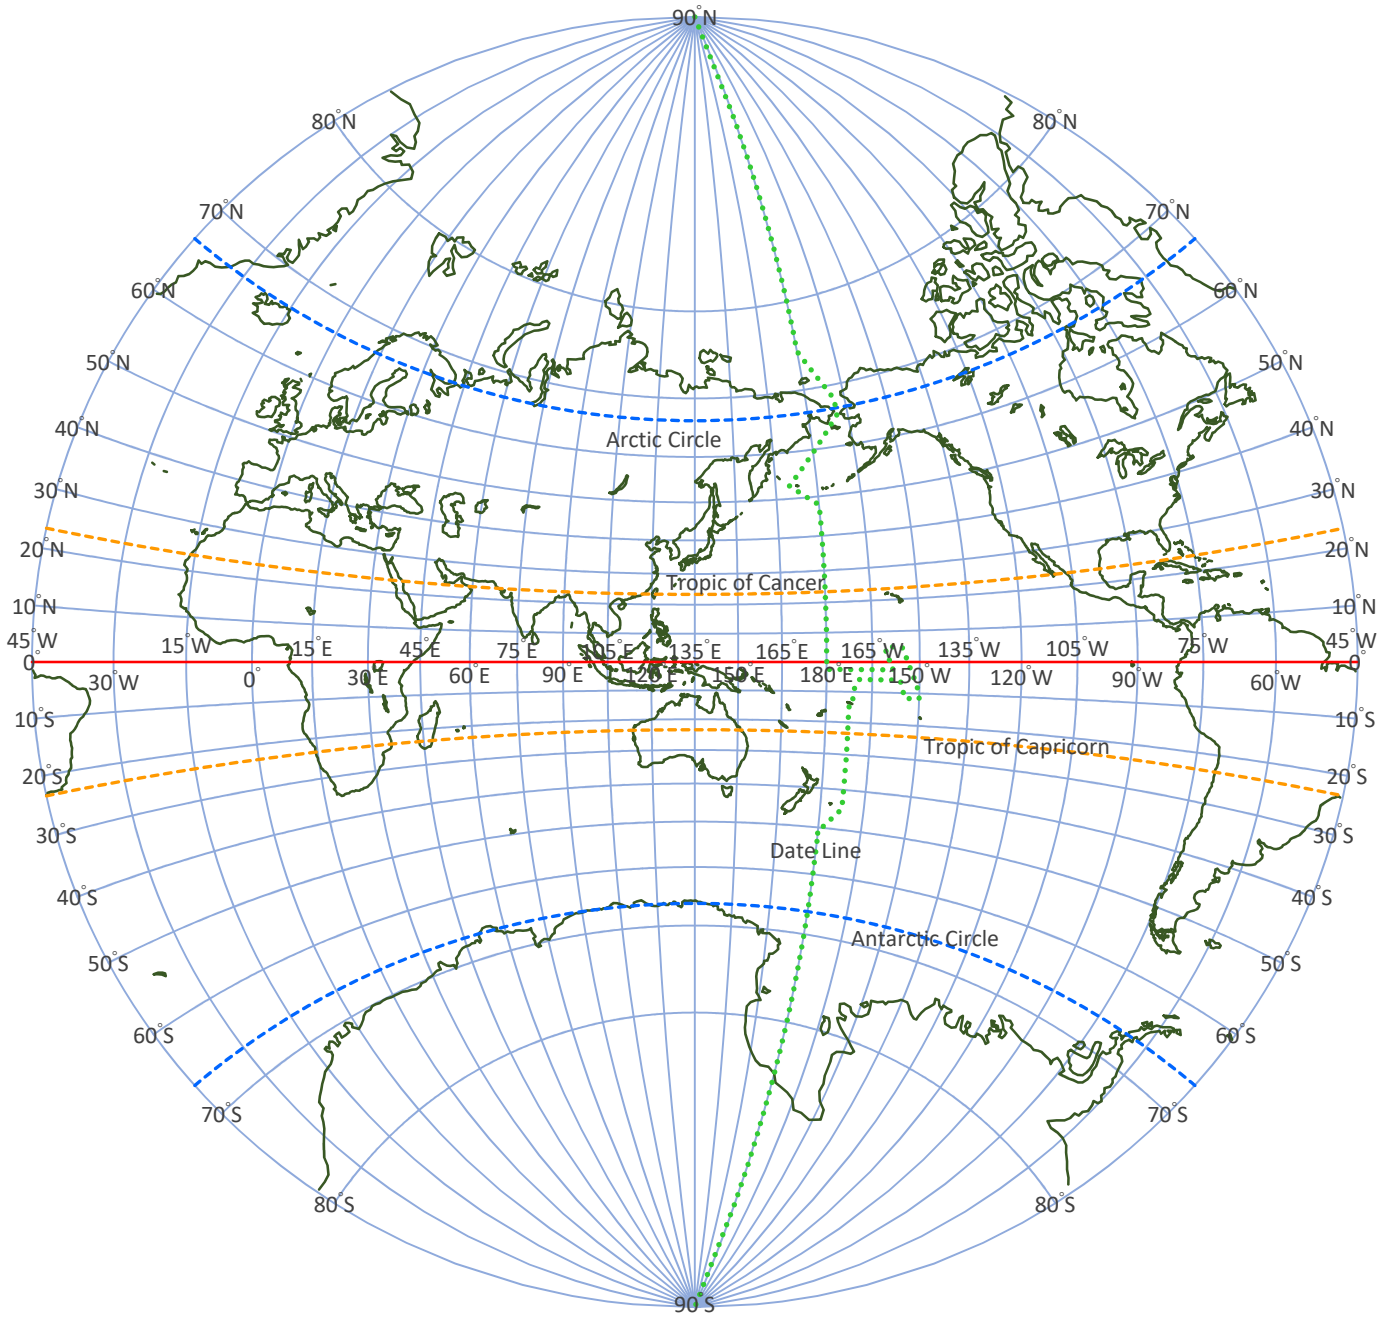 90°N
80°N 80°N
70°N 70°N
60°N 60°N
50°N 50°N
40°N 40°N
Arctic Circle
30°N 30°N
20°N 20°N
Tropic of Cancer
10°N 10°N
45°W 15°W 15°E 45°E 75°E 105°E 135°E 165°E 165°W 135°W 105°W 75°W 45°W
0° 0°
30°W 0° 30°E 60°E 90°E 120°E 150°E 180°E 150°W 120°W 90°W 60°W
10°S 10°S
Tropic of Capricorn
20°S 20°S
30°S 30°S
Date Line
40°S 40°S
Antarctic Circle
50°S 50°S
60°S 60°S
70°S 70°S
80°S 80°S
90°S